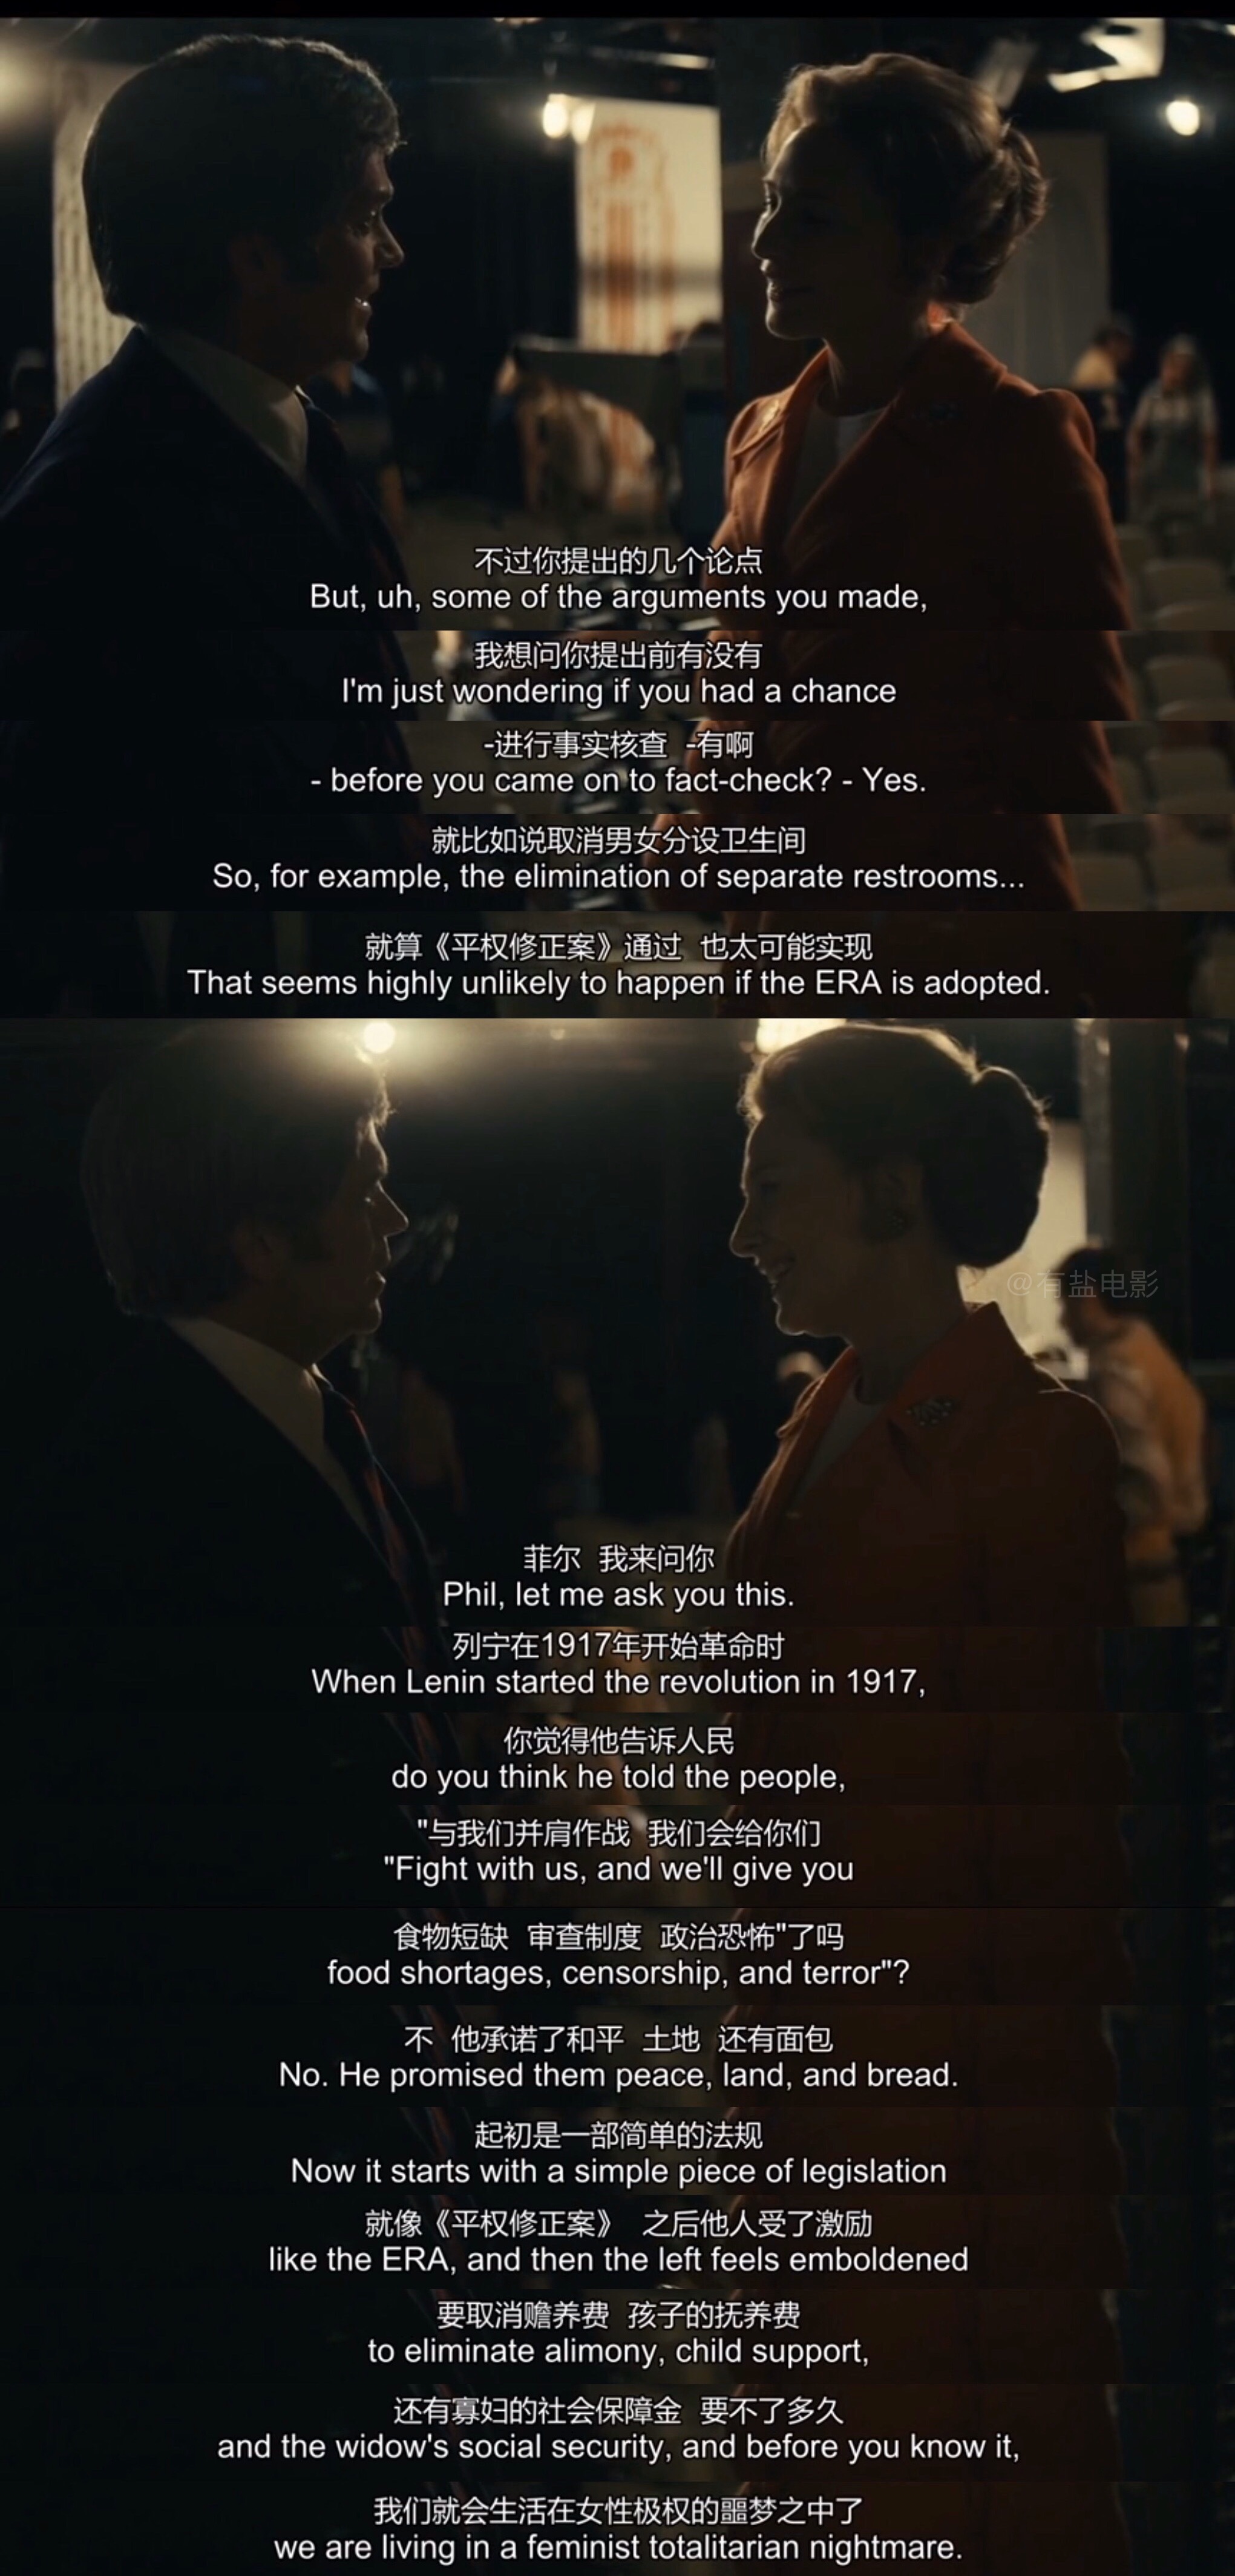 不过你提出的几个论点
But, uh, some of the arguments you made,
我想问你提出前有没有
I'm just wondering if you had a chance
-进行事实核查 -有啊
- before you came on to fact-check? - Yes.
就比如说取消男女分设卫生间
So, for example, the elimination of separate restrooms...
就算《平权修正案》通过 也太可能实现
That seems highly unlikely to happen if the ERA is adopted.
@有盐电影
菲尔 我来问你
Phil, let me ask you this.
列宁在1917年开始革命时
When Lenin started the revolution in 1917,
你觉得他告诉人民
do you think he told the people,
"与我们并肩作战 我们会给你们
"Fight with us, and we'll give you
食物短缺 审查制度 政治恐怖"了吗
food shortages, censorship, and terror"?
不 他承诺了和平 土地 还有面包
No. He promised them peace, land, and bread.
起初是一部简单的法规
Now it starts with a simple piece of legislation
就像《平权修正案》 之后他人受了激励
like the ERA, and then the left feels emboldened
要取消赡养费 孩子的抚养费
to eliminate alimony, child support,
还有寡妇的社会保障金 要不了多久
and the widow's social security, and before you know it,
我们就会生活在女性极权的噩梦之中了
we are living in a feminist totalitarian nightmare.